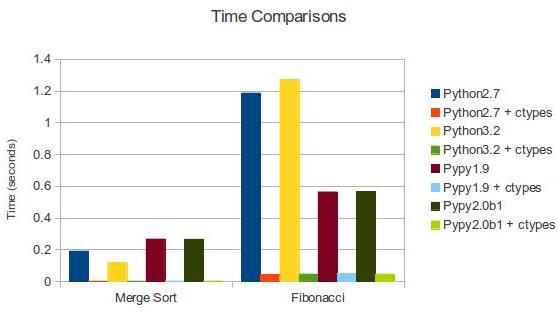 Time Comparisons
1.4
1.2
1
0.8
0.6
0.4
0.2
0
Time (seconds)
Merge Sort
Fibonacci
Python2.7
Python2.7 + ctypes
Python3.2
Python3.2 + ctypes
Pypy1.9
Pypy1.9 + ctypes
Pypy2.0b1
Pypy2.0b1 + ctypes